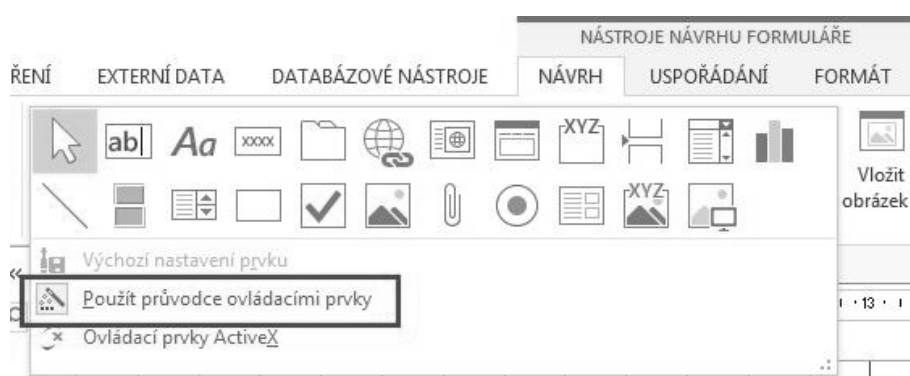 NÁSTROJE NÁVRHU FORMULÁŘE
ŘENÍ EXTERNÍ DATA DATABÁZOVÉ NÁSTROJE NÁVRH USPOŘÁDÁNÍ FORMÁT
ab Aa xxxx XYZ
XYZ
Vložit
obrázek
Výchozí nastavení prvku
Použít průvodce ovládacími prvky
13
Ovládací prvky ActiveX